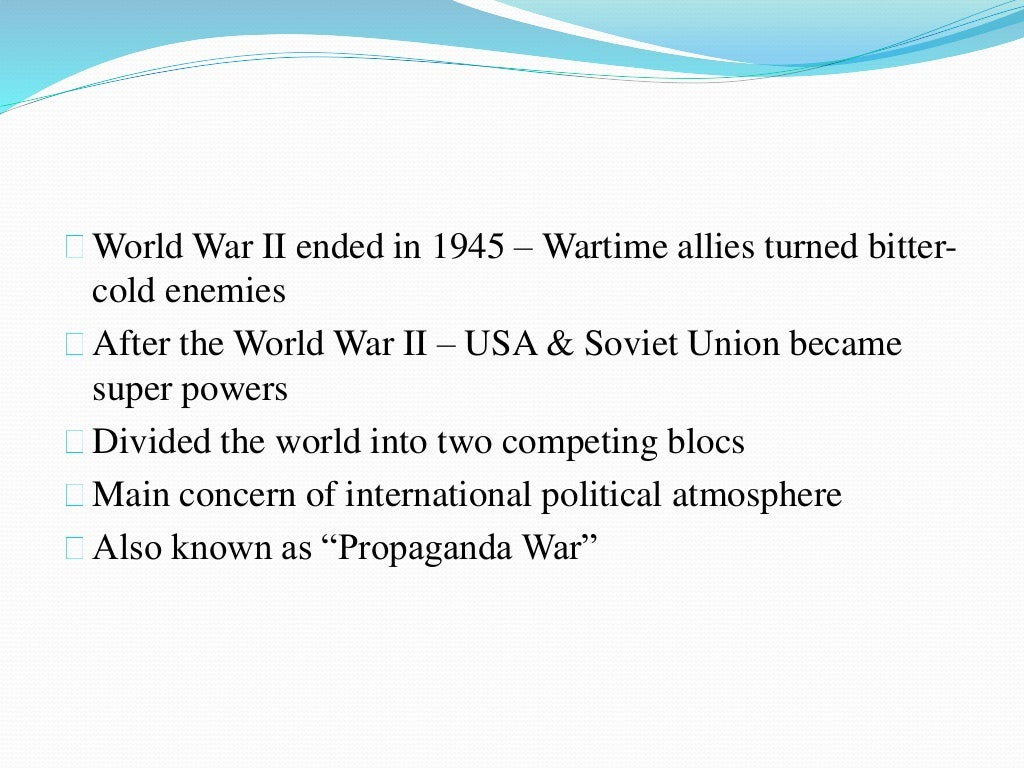 World War II ended in 1945 – Wartime allies turned bitter-
cold enemies
After the World War II – USA & Soviet Union became
super powers
Divided the world into two competing blocs
Main concern of international political atmosphere
Also known as “Propaganda War”